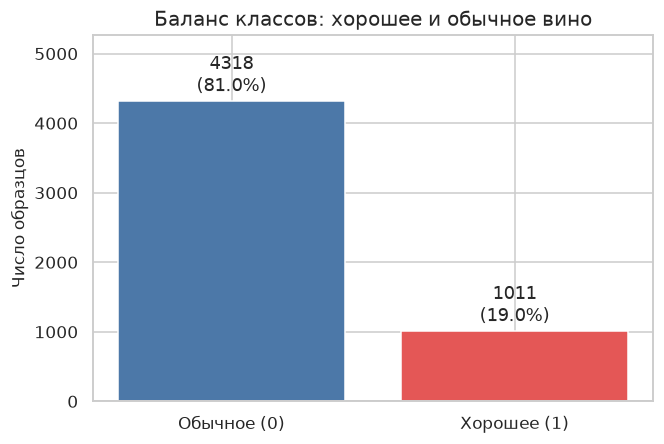 Баланс классов: хорошее и обычное вино
Число образцов
5000
4000
3000
2000
1000
0
4318
(81.0%)
1011
(19.0%)
Обычное (0)
Хорошее (1)